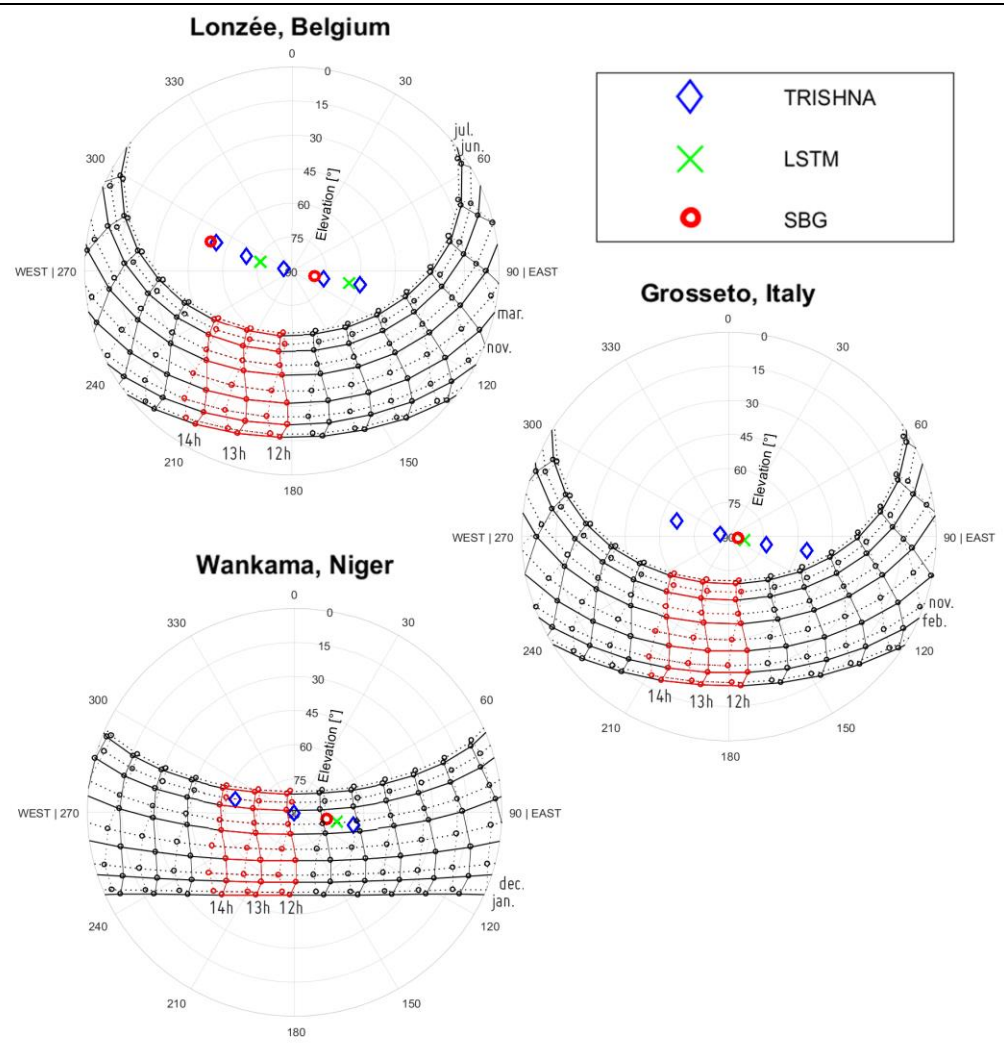 Lonzée, Belgium
0
330
0
30
15
30
45
60
75
90
Elevation [°]
jul.
jun.
300
60
WEST | 270
90 | EAST
mar.
nov.
240
120
14h
13h
12h
210
150
180
TRISHNA
LSTM
SBG
Grosseto, Italy
0
330
0
30
15
30
45
60
75
90
Elevation [°]
300
60
WEST | 270
90 | EAST
nov.
feb.
240
120
14h
13h
12h
210
150
180
Wankama, Niger
0
330
0
30
15
30
45
60
75
Elevation [°]
300
60
WEST | 270
90 | EAST
dec.
jan.
14h
13h
12h
240
120
210
150
180